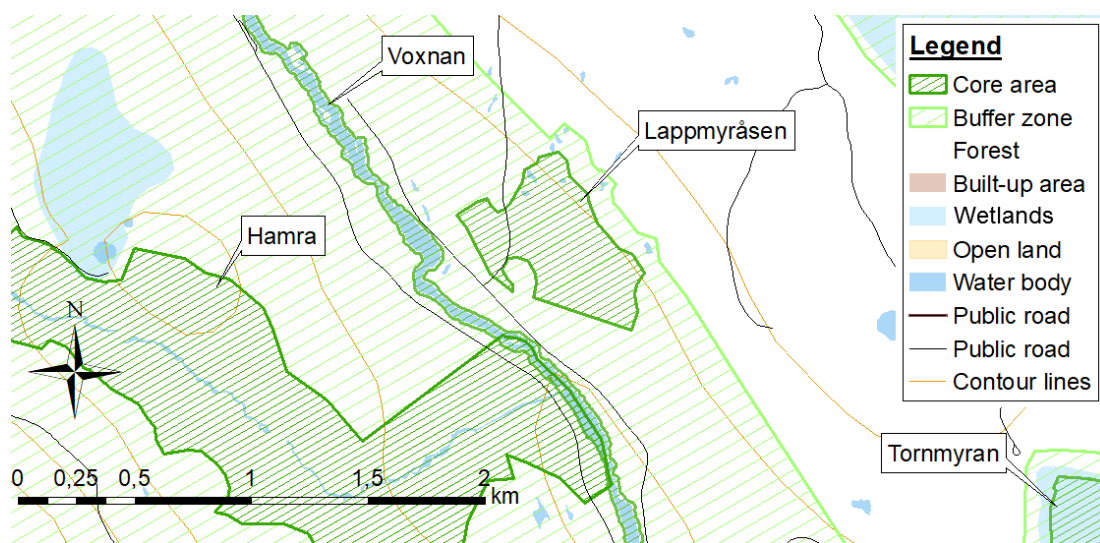 Voxnan
Lappmyråsen
Hamra
N
Tornmyran
0 0,25 0,5 1 1,5 2
km
Legend
Core area
Buffer zone
Forest
Built-up area
Wetlands
Open land
Water body
Public road
Public road
Contour lines